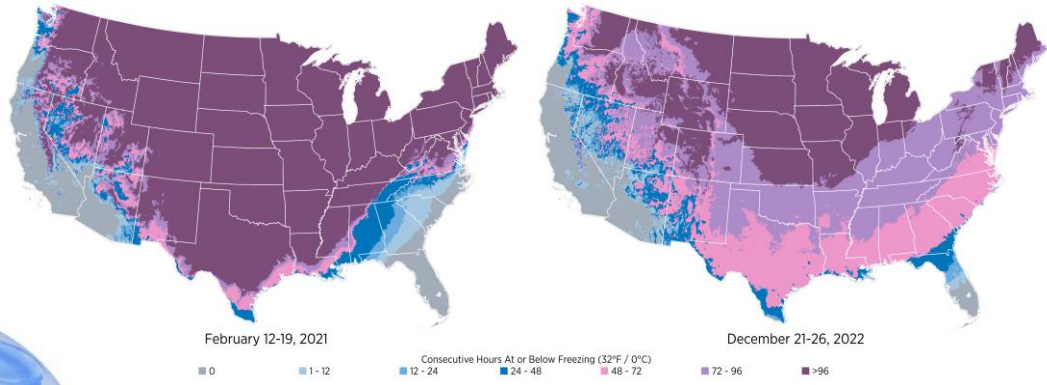 February 12-19, 2021
December 21-26, 2022
Consecutive Hours At or Below Freezing (32°F / 0°C)
0 1 - 12 12 - 24 24 - 48 48 - 72 72 - 96 >96